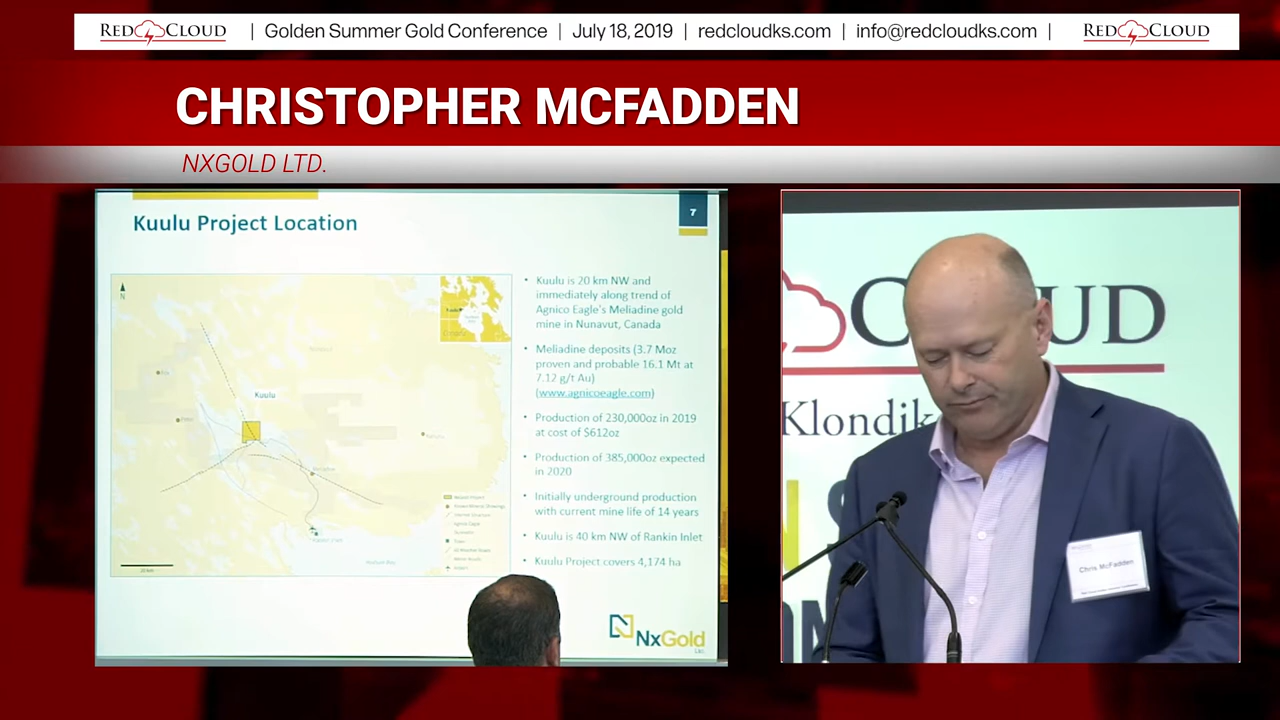 RED CLOUD | Golden Summer Gold Conference | July 18, 2019 | redcloudks.com | info@redcloudks.com | RED CLOUD
CHRISTOPHER MCFADDEN
NXGOLD LTD.
Kuulu Project Location
7
• Kuulu is 20 km NW and
immediately along trend of
Agnico Eagle's Meliadine gold
mine in Nunavut, Canada
• Meliadine deposits (3.7 Moz
proven and probable 16.1 Mt at
7.12 g/t Au)
(www.agnicoeagle.com)
• Production of 230,000oz in 2019
at cost of $612oz
• Production of 385,000oz expected
in 2020
• Initially underground production
with current mine life of 14 years
• Kuulu is 40 km NW of Rankin Inlet
• Kuulu Project covers 4,174 ha
N
Kuulu
NxGold
Ltd.
CLOUD
Klondik
Chris McFadden